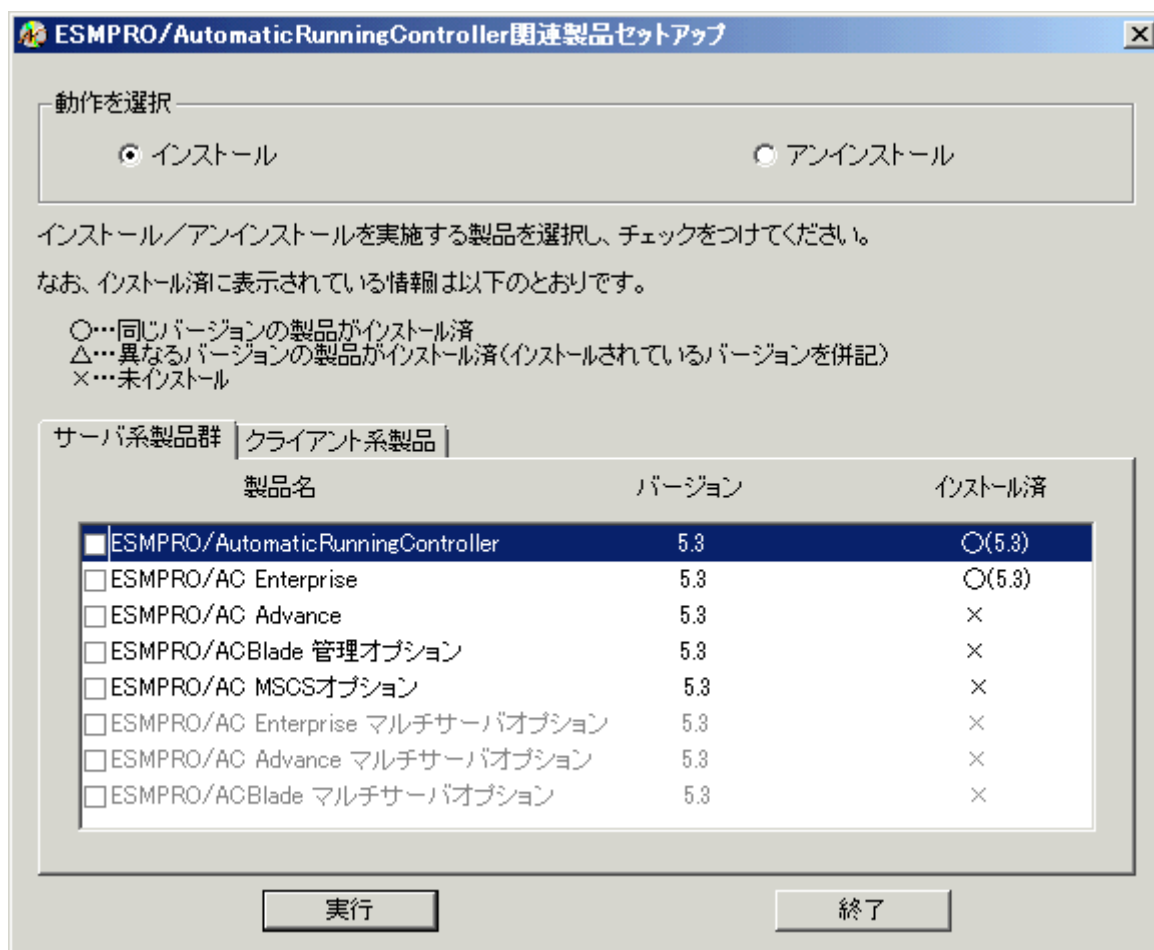 ESMPRO/AutomaticRunningController関連製品セットアップ
動作を選択
インストール アンインストール
インストール／アンインストールを実施する製品を選択し、チェックをつけてください。
なお、インストール済に表示されている情報は以下のとおりです。
○…同じバージョンの製品がインストール済
△…異なるバージョンの製品がインストール済(インストールされているバージョンを併記)
×…未インストール
サーバ系製品群 クライアント系製品
製品名 バージョン インストール済
ESMPRO/AutomaticRunningController 5.3 ○(5.3)
ESMPRO/AC Enterprise 5.3 ○(5.3)
ESMPRO/AC Advance 5.3 ×
ESMPRO/ACBlade 管理オプション 5.3 ×
ESMPRO/AC MSCSオプション 5.3 ×
ESMPRO/AC Enterprise マルチサーバオプション 5.3 ×
ESMPRO/AC Advance マルチサーバオプション 5.3 ×
ESMPRO/ACBlade マルチサーバオプション 5.3 ×
実行 終了